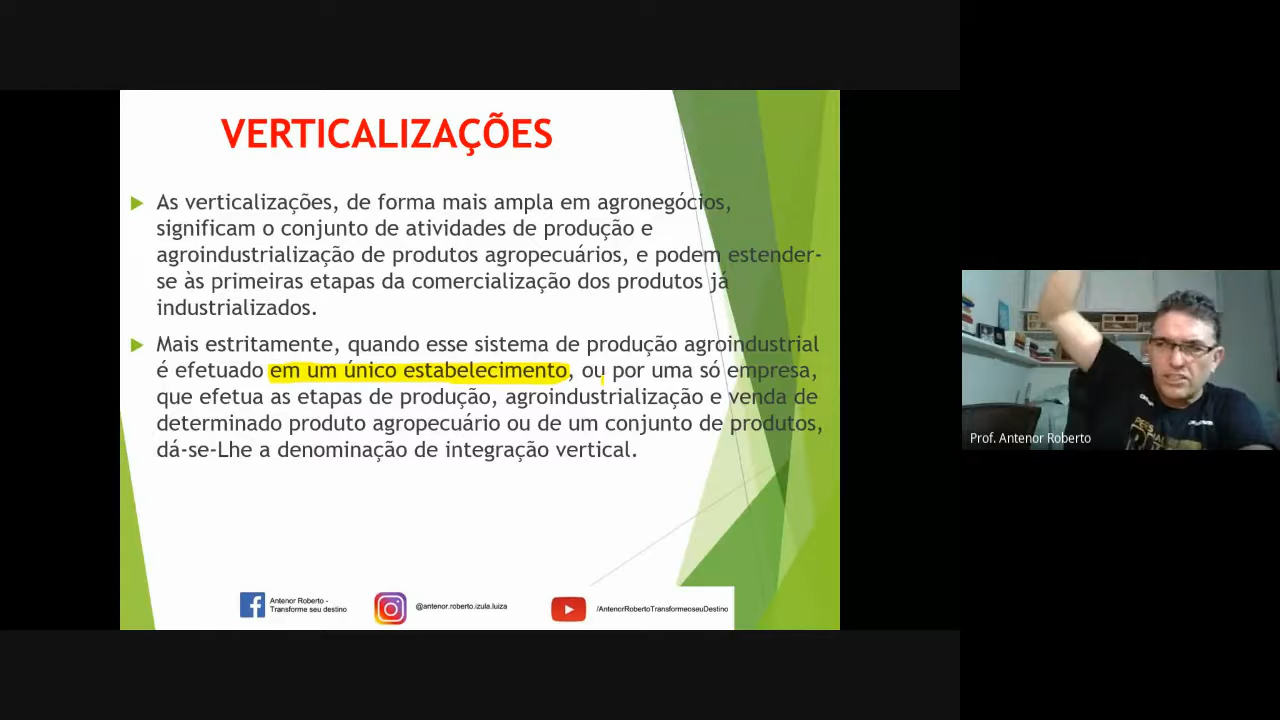 VERTICALIZAÇÕES
As verticalizações, de forma mais ampla em agronegócios,
significam o conjunto de atividades de produção e
agroindustrialização de produtos agropecuários, e podem estender-
se às primeiras etapas da comercialização dos produtos já
industrializados.
Mais estritamente, quando esse sistema de produção agroindustrial
é efetuado em um único estabelecimento, ou por uma só empresa,
que efetua as etapas de produção, agroindustrialização e venda de
determinado produto agropecuário ou de um conjunto de produtos,
dá-se-Lhe a denominação de integração vertical.
Antenor Roberto -
Transforme seu destino
@antenor.roberto.izula.luiza
/AntenorRobertoTransformeoseuDestino
Prof. Antenor Roberto